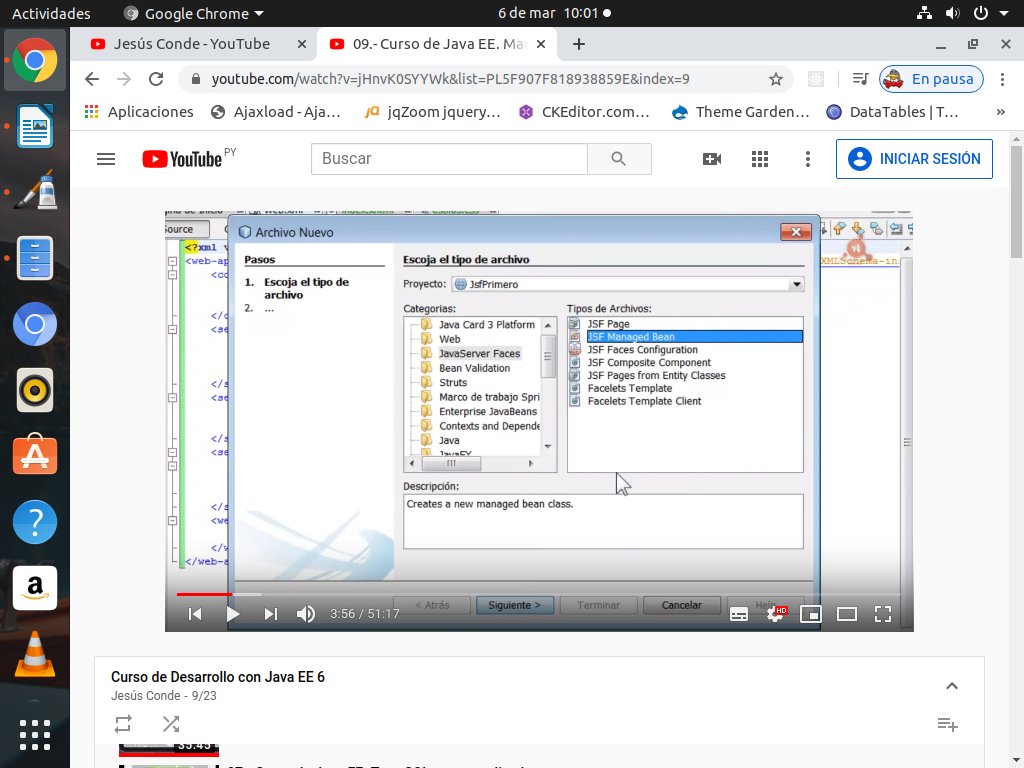 Actividades
Google Chrome
6 de mar 10:01
Jesús Conde - YouTube
09.- Curso de Java EE. Ma
youtube.com/watch?v=jHnvK0SYYWk&list=PL5F907F818938859E&index=9
En pausa
Aplicaciones
Ajaxload - Aja...
jqZoom jquery...
CKEditor.com...
Theme Garden...
DataTables | T...
»
YouTube PY
Buscar
INICIAR SESIÓN
Source
Archivo Nuevo
<?xml v
<web-ap
<co
</c
<se
</s
<se
</s
<se
</s
<we
</w
</web-a
XMLSchema-in
Pasos
1. Escoja el tipo de
archivo
2. ...
Escoja el tipo de archivo
Proyecto: JsfPrimero
Categorías:
Java Card 3 Platform
Web
JavaServer Faces
Bean Validation
Struts
Marco de trabajo Spri
Enterprise JavaBeans
Contexts and Depende
Java
JavaFX
Tipos de Archivos:
JSF Page
JSF Managed Bean
JSF Faces Configuration
JSF Composite Component
JSF Pages from Entity Classes
Facelets Template
Facelets Template Client
Descripción:
Creates a new managed bean class.
< Atrás
Siguiente >
Terminar
Cancelar
Help
3:56 / 51:17
HD
Curso de Desarrollo con Java EE 6
Jesús Conde - 9/23
35:45